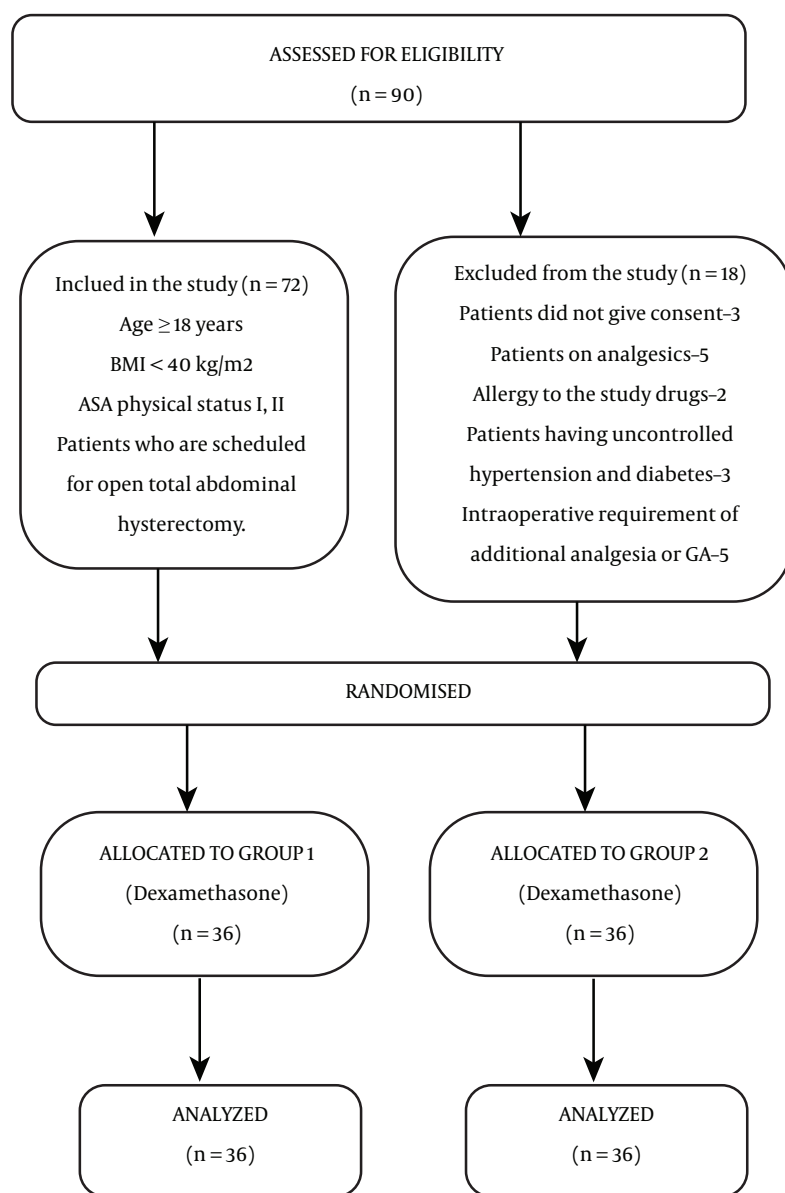 ASSESSED FOR ELIGIBILITY
(n = 90)
Inclued in the study (n = 72)
Age ≥18 years
BMI < 40 kg/m2
ASA physical status I, II
Patients who are scheduled
for open total abdominal
hysterectomy.
Excluded from the study (n = 18)
Patients did not give consent–3
Patients on analgesics–5
Allergy to the study drugs–2
Patients having uncontrolled
hypertension and diabetes–3
Intraoperative requirement of
additional analgesia or GA–5
RANDOMISED
ALLOCATED TO GROUP 1
(Dexamethasone)
(n = 36)
ALLOCATED TO GROUP 2
(Dexamethasone)
(n = 36)
ANALYZED
(n = 36)
ANALYZED
(n = 36)